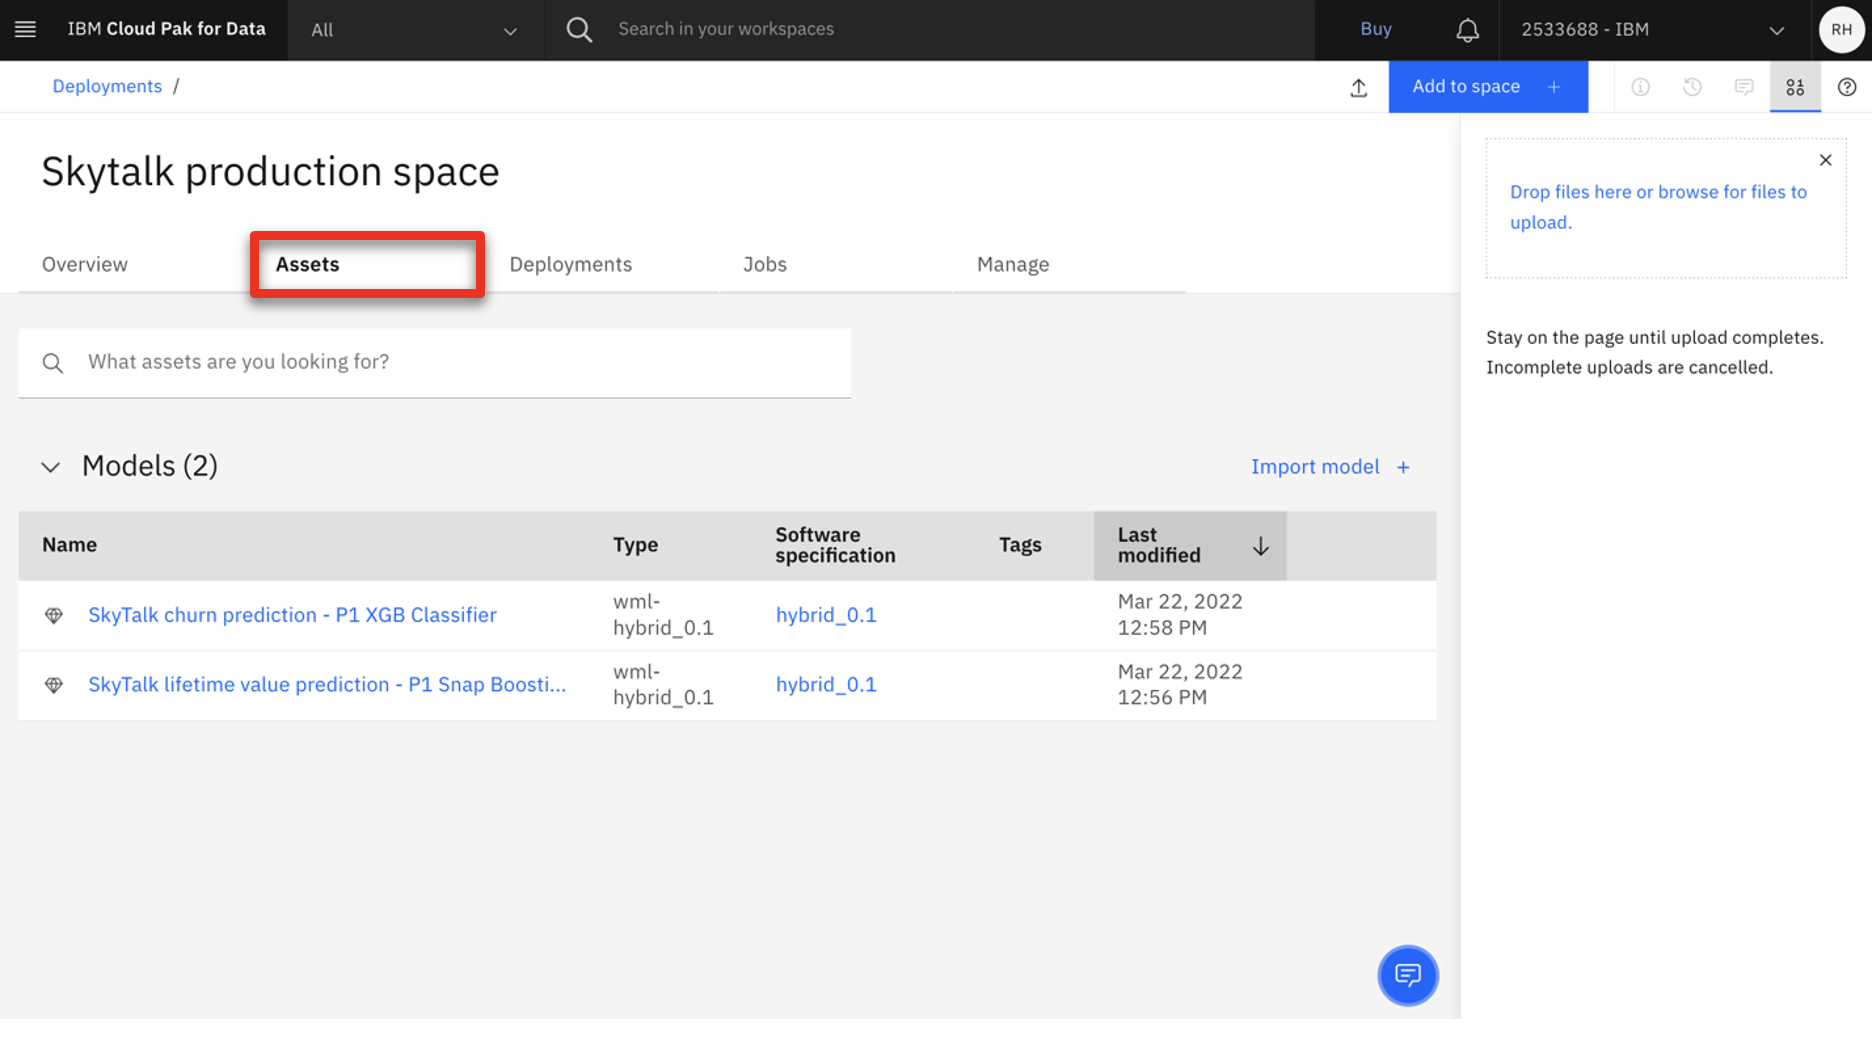 IBM Cloud Pak for Data
All
Search in your workspaces
Buy
2533688 - IBM
RH
Deployments /
Add to space +
Skytalk production space
Overview
Assets
Deployments
Jobs
Manage
Drop files here or browse for files to
upload.
Stay on the page until upload completes.
Incomplete uploads are cancelled.
What assets are you looking for?
Models (2)
Import model +
Name
Type
Software
specification
Tags
Last
modified
SkyTalk churn prediction - P1 XGB Classifier
wml-
hybrid_0.1
hybrid_0.1
Mar 22, 2022
12:58 PM
SkyTalk lifetime value prediction - P1 Snap Boosti...
wml-
hybrid_0.1
hybrid_0.1
Mar 22, 2022
12:56 PM